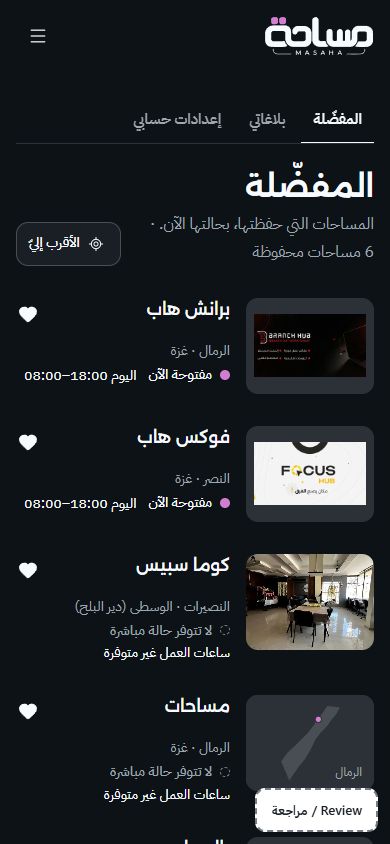 مساحة
MASAHA
المفضّلة
بلاغاتي
إعدادات حسابي
المفضّلة
المساحات التي حفظتها، بحالتها الآن. ·
6 مساحات محفوظة
الأقرب إليّ
برانش هاب
الرمال · غزة
مفتوحة الآن
اليوم 08:00–18:00
BRANCH HUB
فوكس هاب
النصر · غزة
مفتوحة الآن
اليوم 08:00–18:00
FOCUS
HUB
مكان يصنع الفرق
كوما سبيس
النصيرات · الوسطى (دير البلح)
لا تتوفر حالة مباشرة
ساعات العمل غير متوفرة
مساحات
الرمال · غزة
لا تتوفر حالة مباشرة
ساعات العمل غير متوفرة
الرمال
مراجعة / Review